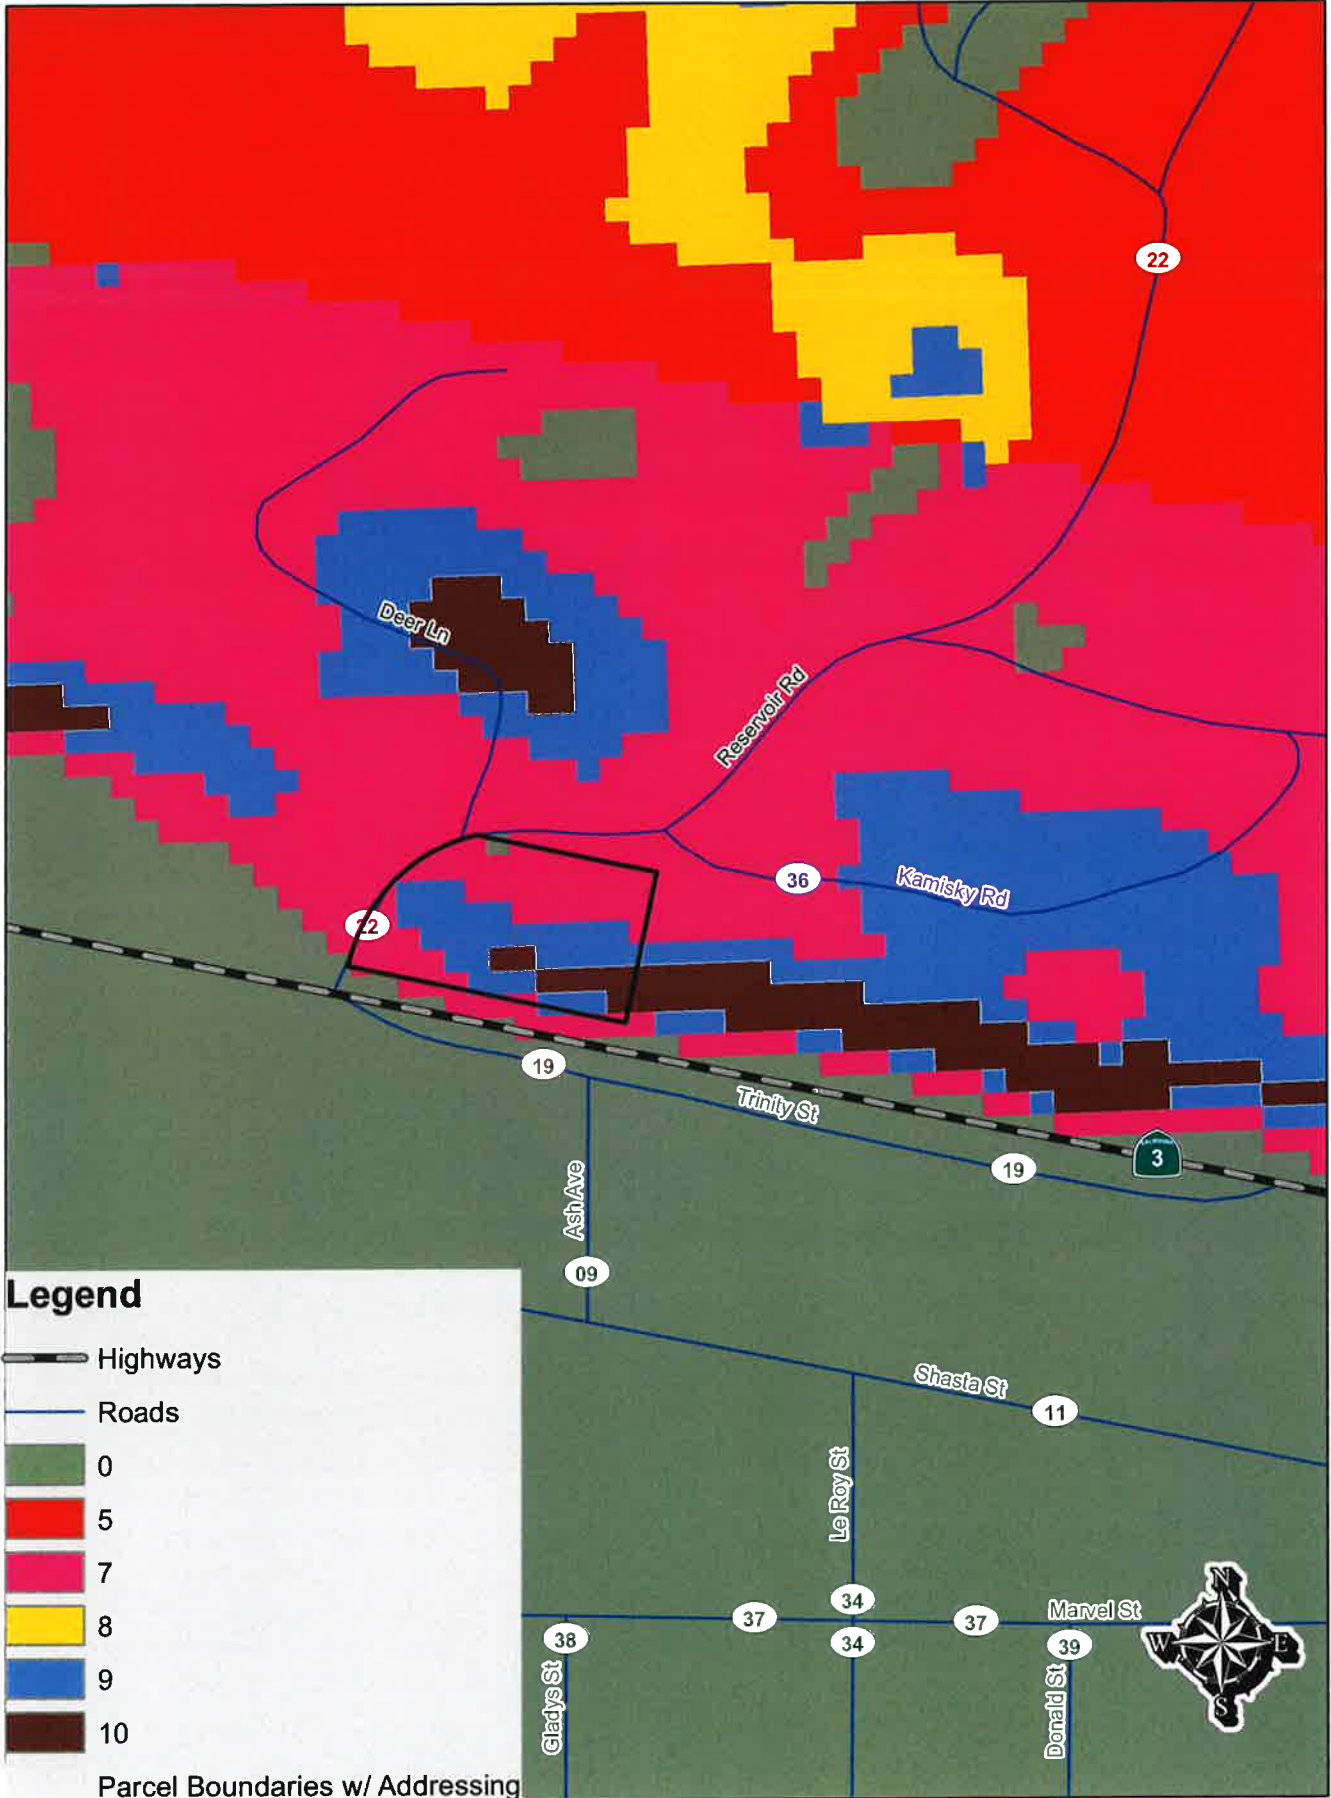 22
Deer Ln
Reservoir Rd
36
Kamisky Rd
22
19
Trinity St
3
19
Ash Ave
09
Legend
Highways
Roads
0
5
7
8
9
10
Parcel Boundaries w/ Addressing
Shasta St
11
Le Roy St
34
37
37
Marvel St
38
34
39
Gladys St
Donald St
N
W
E
S